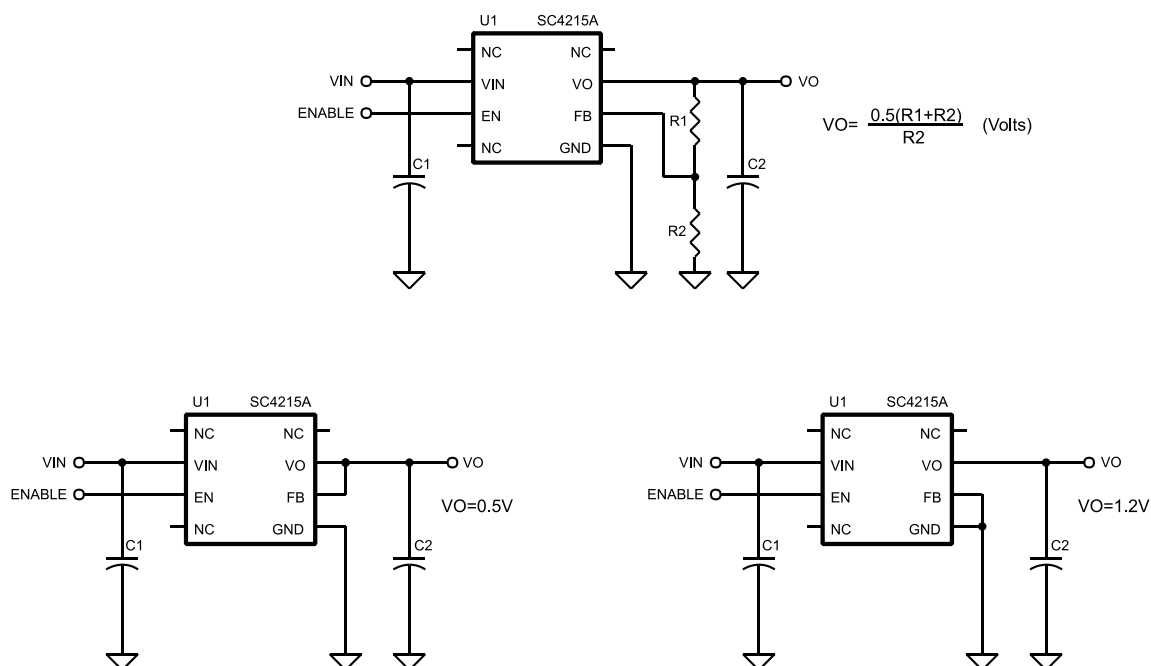 U1 SC4215A
NC NC
VIN VIN VO VO
ENABLE EN FB R1
NC GND
C1 C2
R2
VO= 0.5(R1+R2) (Volts)
R2
U1 SC4215A
NC NC
VIN VIN VO VO
ENABLE EN FB
VO=0.5V
NC GND
C1 C2
U1 SC4215A
NC NC
VIN VIN VO VO
ENABLE EN FB
VO=1.2V
NC GND
C1 C2